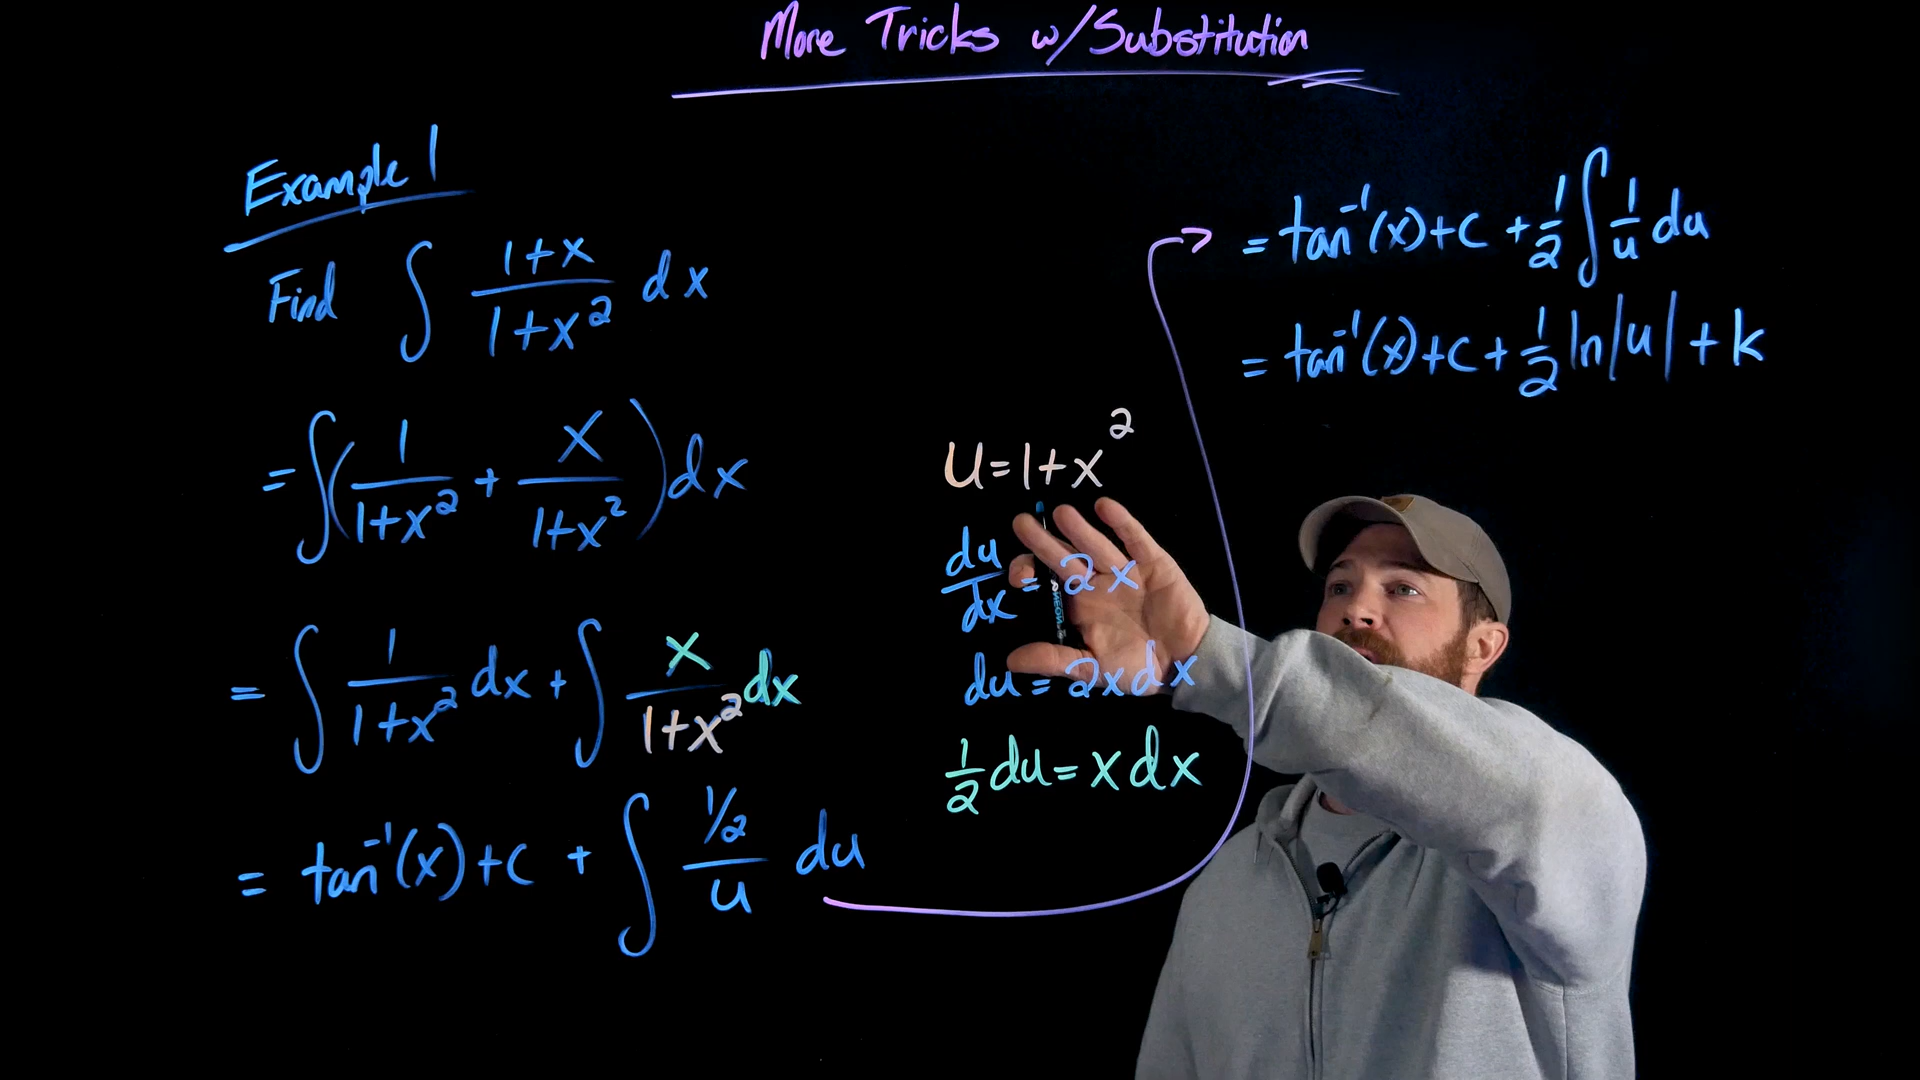 More Tricks w/Substitution
Example 1
Find ∫ (1+x)/(1+x²) dx
= ∫(1/(1+x²) + x/(1+x²))dx
= ∫ 1/(1+x²) dx + ∫ x/(1+x²) dx
= tan⁻¹(x)+c + ∫ (1/2)/u du
u=1+x²
du/dx = 2x
du = 2xdx
1/2 du = x dx
= tan⁻¹(x)+c + 1/2 ∫ 1/u du
= tan⁻¹(x)+c + 1/2 ln|u| + k
NEON